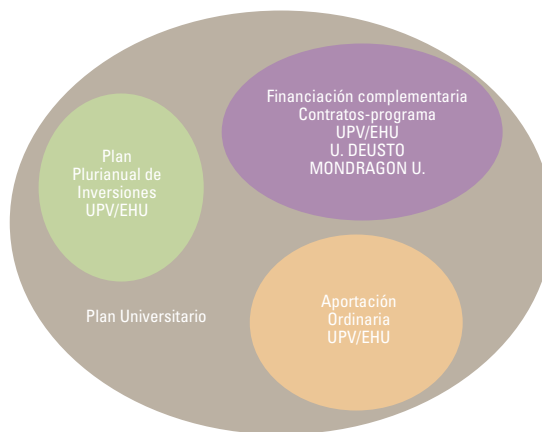 Financiación complementaria
Contratos-programa
UPV/EHU
U. DEUSTO
MONDRAGON U.
Plan
Plurianual de
Inversiones
UPV/EHU
Plan Universitario
Aportación
Ordinaria
UPV/EHU